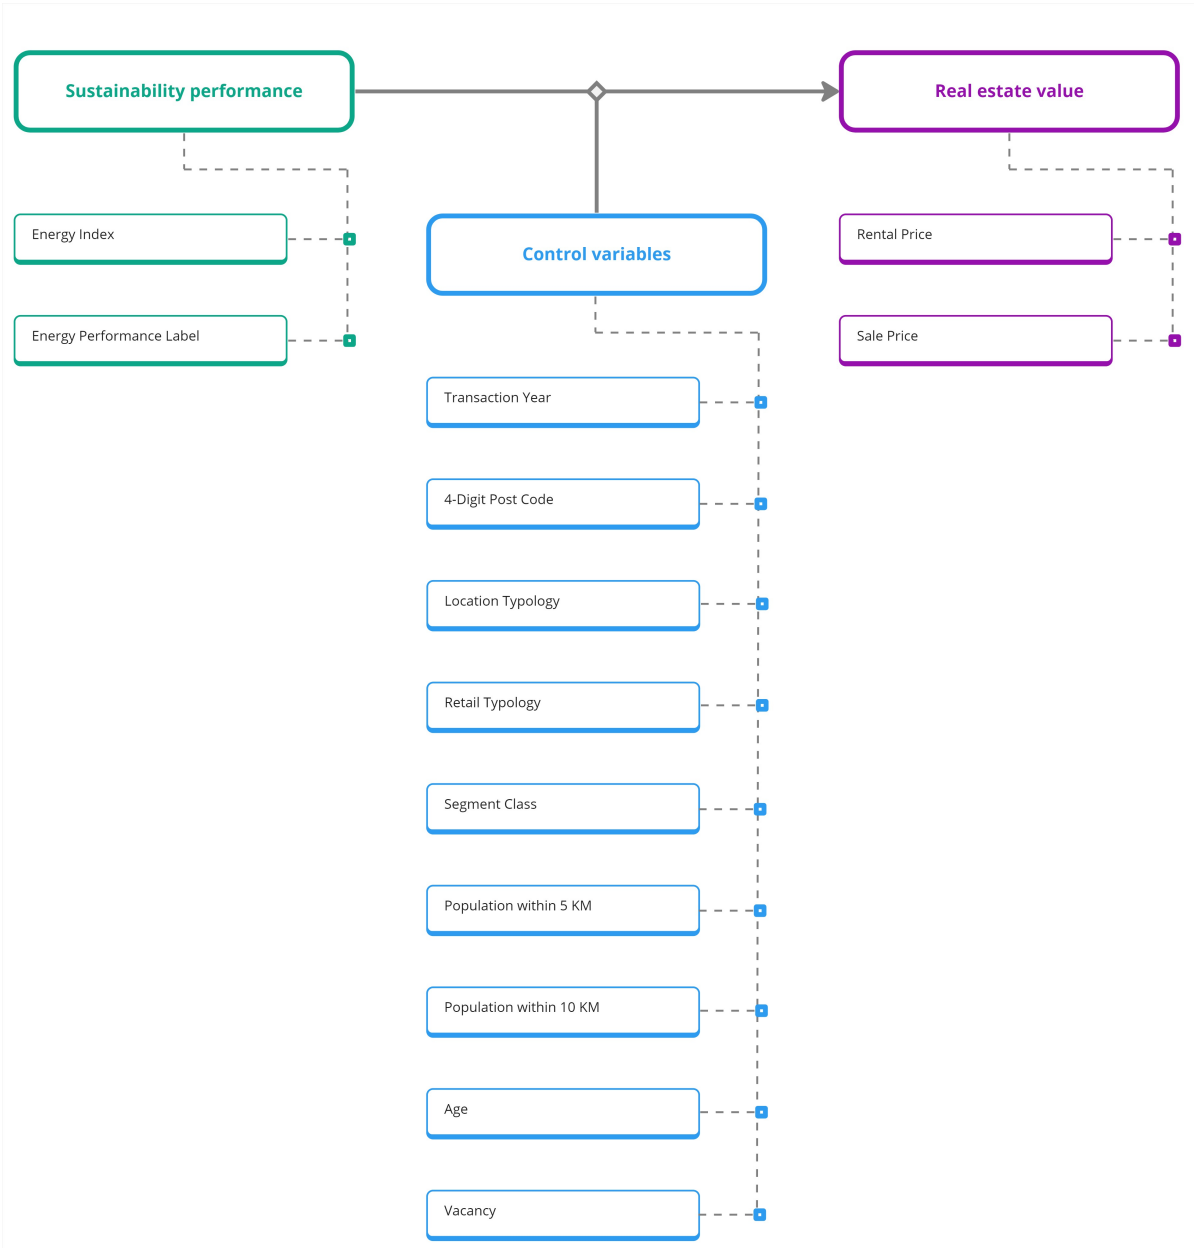 Sustainability performance
Real estate value
Energy Index
Energy Performance Label
Control variables
Transaction Year
4-Digit Post Code
Location Typology
Retail Typology
Segment Class
Population within 5 KM
Population within 10 KM
Age
Vacancy
Rental Price
Sale Price